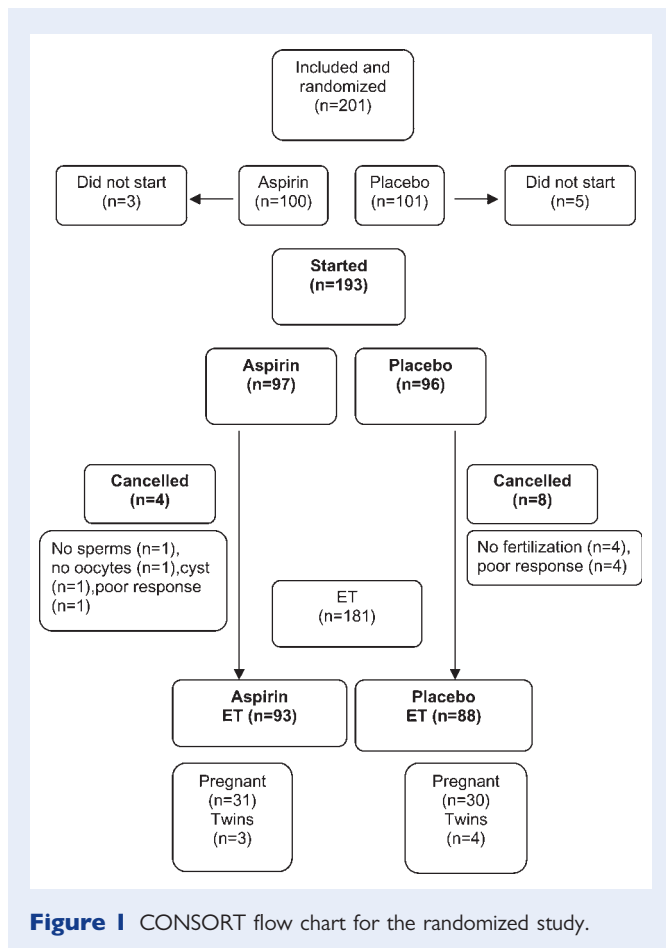 Included and
randomized
(n=201)
Did not start
(n=3)
Aspirin
(n=100)
Placebo
(n=101)
Did not start
(n=5)
Started
(n=193)
Aspirin
(n=97)
Placebo
(n=96)
Cancelled
(n=4)
Cancelled
(n=8)
No sperms (n=1),
no oocytes (n=1),cyst
(n=1),poor response
(n=1)
No fertilization (n=4),
poor response (n=4)
ET
(n=181)
Aspirin
ET (n=93)
Placebo
ET (n=88)
Pregnant
(n=31)
Twins
(n=3)
Pregnant
(n=30)
Twins
(n=4)
Figure 1 CONSORT flow chart for the randomized study.